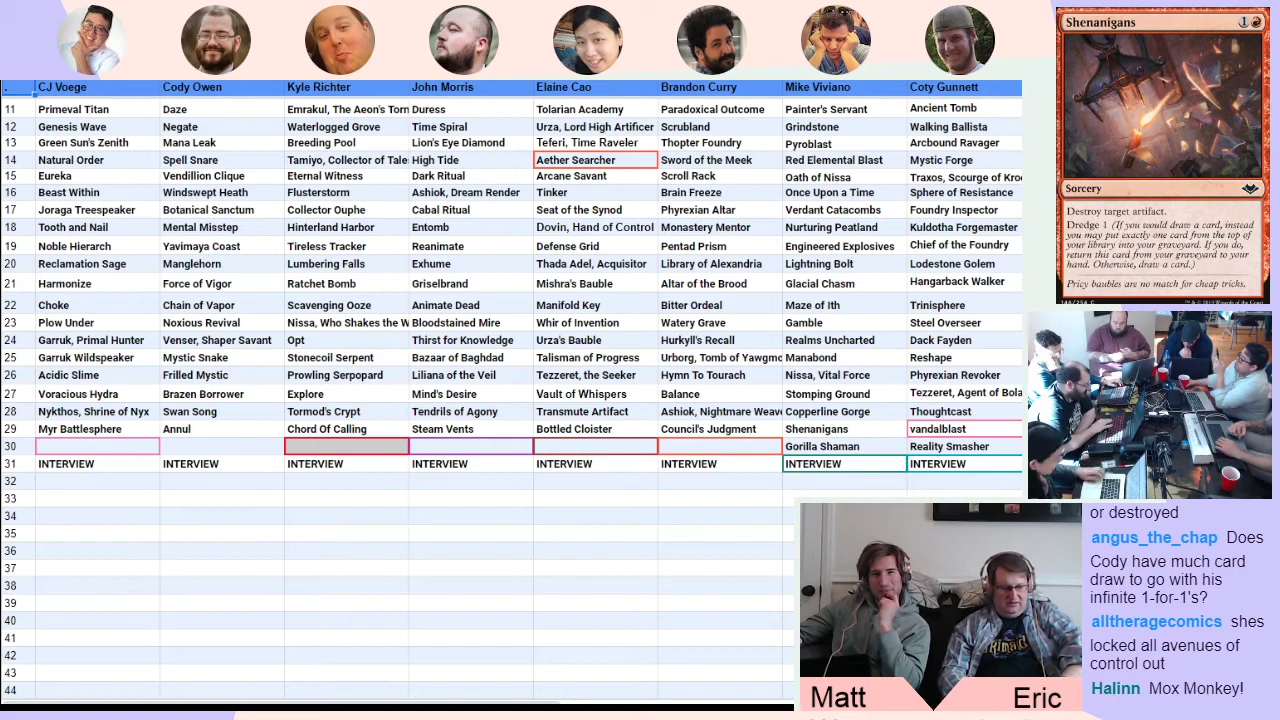 . CJ Voege Cody Owen Kyle Richter John Morris Elaine Cao Brandon Curry Mike Viviano Coty Gunnett
11 Primeval Titan Daze Emrakul, The Aeon's Torn Duress Tolarian Academy Paradoxical Outcome Painter's Servant Ancient Tomb
12 Genesis Wave Negate Waterlogged Grove Time Spiral Urza, Lord High Artificer Scrubland Grindstone Walking Ballista
13 Green Sun's Zenith Mana Leak Breeding Pool Lion's Eye Diamond Teferi, Time Raveler Thopter Foundry Pyroblast Arcbound Ravager
14 Natural Order Spell Snare Tamiyo, Collector of Tale High Tide Aether Searcher Sword of the Meek Red Elemental Blast Mystic Forge
15 Eureka Vendillion Clique Eternal Witness Dark Ritual Arcane Savant Scroll Rack Oath of Nissa Traxos, Scourge of Kroo
16 Beast Within Windswept Heath Flusterstorm Ashiok, Dream Render Tinker Brain Freeze Once Upon a Time Sphere of Resistance
17 Joraga Treespeaker Botanical Sanctum Collector Ouphe Cabal Ritual Seat of the Synod Phyrexian Altar Verdant Catacombs Foundry Inspector
18 Tooth and Nail Mental Misstep Hinterland Harbor Entomb Dovin, Hand of Control Monastery Mentor Nurturing Peatland Kuldotha Forgemaster
19 Noble Hierarch Yavimaya Coast Tireless Tracker Reanimate Defense Grid Pentad Prism Engineered Explosives Chief of the Foundry
20 Reclamation Sage Manglehorn Lumbering Falls Exhume Thada Adel, Acquisitor Library of Alexandria Lightning Bolt Lodestone Golem
21 Harmonize Force of Vigor Ratchet Bomb Griselbrand Mishra's Bauble Altar of the Brood Glacial Chasm Hangarback Walker
22 Choke Chain of Vapor Scavenging Ooze Animate Dead Manifold Key Bitter Ordeal Maze of Ith Trinisphere
23 Plow Under Noxious Revival Nissa, Who Shakes the W Bloodstained Mire Whir of Invention Watery Grave Gamble Steel Overseer
24 Garruk, Primal Hunter Venser, Shaper Savant Opt Thirst for Knowledge Urza's Bauble Hurkyll's Recall Realms Uncharted Dack Fayden
25 Garruk Wildspeaker Mystic Snake Stonecoil Serpent Bazaar of Baghdad Talisman of Progress Urborg, Tomb of Yawgmo Manabond Reshape
26 Acidic Slime Frilled Mystic Prowling Serpopard Liliana of the Veil Tezzeret, the Seeker Hymn To Tourach Nissa, Vital Force Phyrexian Revoker
27 Voracious Hydra Brazen Borrower Explore Mind's Desire Vault of Whispers Balance Stomping Ground Tezzeret, Agent of Bola
28 Nykthos, Shrine of Nyx Swan Song Tormod's Crypt Tendrils of Agony Transmute Artifact Ashiok, Nightmare Weave Copperline Gorge Thoughtcast
29 Myr Battlesphere Annul Chord Of Calling Steam Vents Bottled Cloister Council's Judgment Shenanigans vandalblast
30 Gorilla Shaman Reality Smasher
31 INTERVIEW INTERVIEW INTERVIEW INTERVIEW INTERVIEW INTERVIEW INTERVIEW INTERVIEW
32
33
34
35
36
37
38
39
40
41
42
43
44
Shenanigans 1
Sorcery
Destroy target artifact.
Dredge 1 (If you would draw a card, instead
you may put exactly one card from the top of
your library into your graveyard. If you do,
return this card from your graveyard to your
hand. Otherwise, draw a card.)
Pricy baubles are no match for cheap tricks.
or destroyed
angus_the_chap Does
Cody have much card
draw to go with his
infinite 1-for-1's?
alltheragecomics shes
locked all avenues of
control out
Halinn Mox Monkey!
Matt Eric